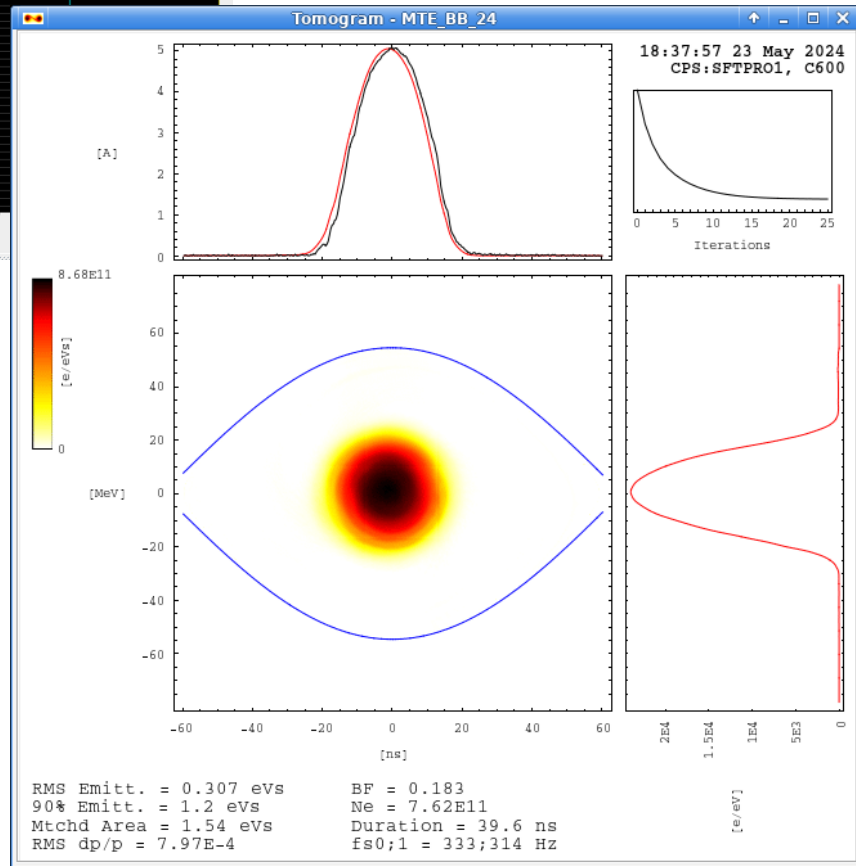 Tomogram - MTE_BB_24
18:37:57 23 May 2024
CPS:SFTPRO1, C600
5
4
3
2
1
0
[A]
0 5 10 15 20 25
Iterations
8.68E11
[e/eVs]
0
60
40
20
0
-20
-40
-60
[MeV]
-60 -40 -20 0 20 40 60
[ns]
2E4 1.5E4 1E4 5E3 0
[e/eV]
RMS Emitt. = 0.307 eVs
90% Emitt. = 1.2 eVs
Mtchd Area = 1.54 eVs
RMS dp/p = 7.97E-4
BF = 0.183
Ne = 7.62E11
Duration = 39.6 ns
fs0;1 = 333;314 Hz